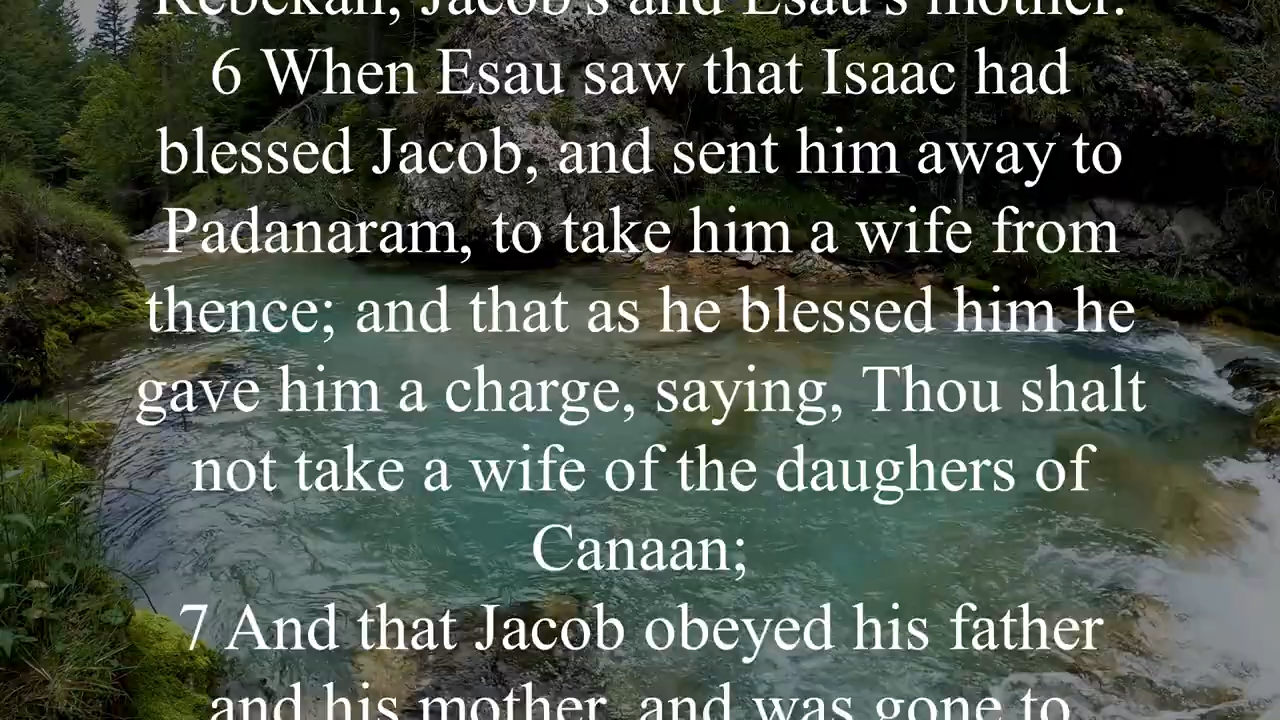 Rebekah, Jacob's and Esau's mother.
6 When Esau saw that Isaac had
blessed Jacob, and sent him away to
Padanaram, to take him a wife from
thence; and that as he blessed him he
gave him a charge, saying, Thou shalt
not take a wife of the daughers of
Canaan;
7 And that Jacob obeyed his father
and his mother, and was gone to